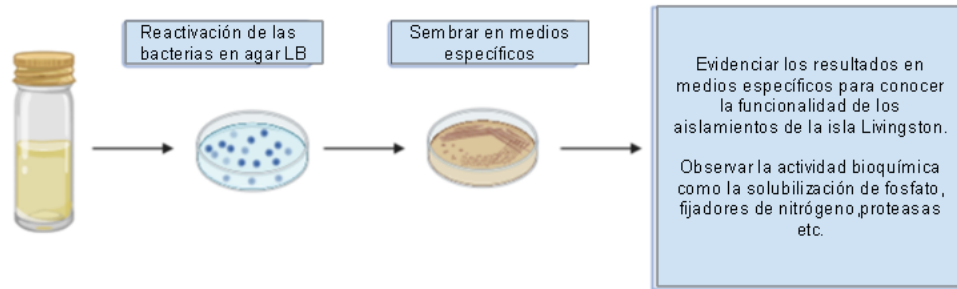 Reactivación de las
bacterias en agar LB
Sembrar en medios
específicos
Evidenciar los resultados en
medios específicos para conocer
la funcionalidad de los
aislamientos de la isla Livingston.
Observar la actividad bioquímica
como la solubilización de fosfato,
fijadores de nitrógeno,proteasas
etc.